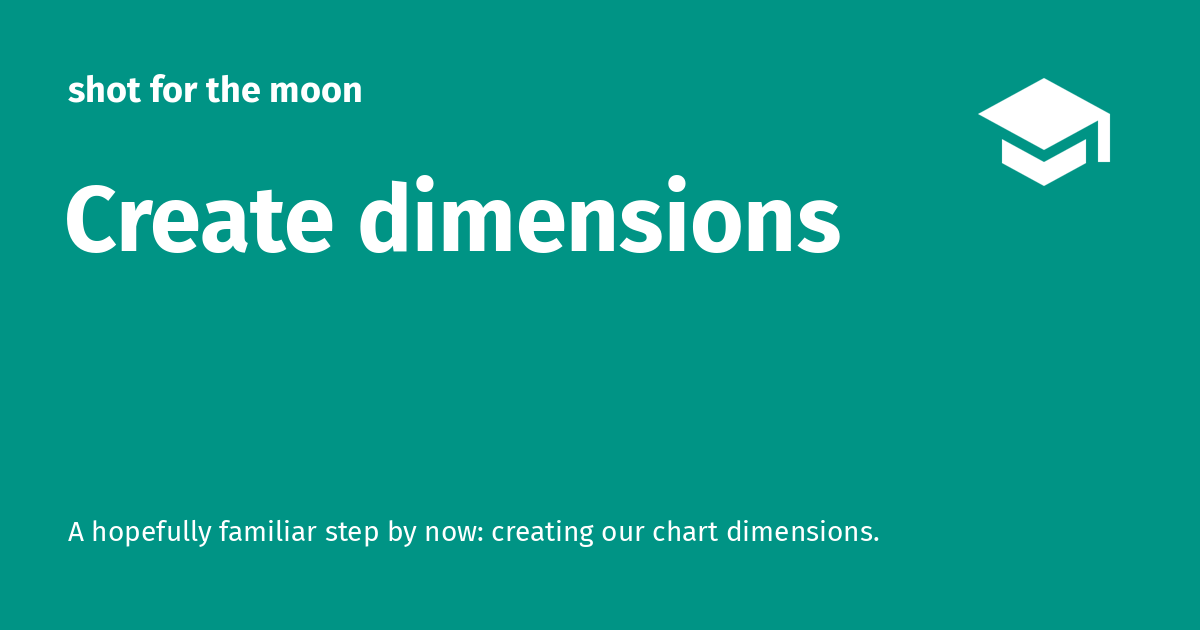 shot for the moon
Create dimensions
A hopefully familiar step by now: creating our chart dimensions.